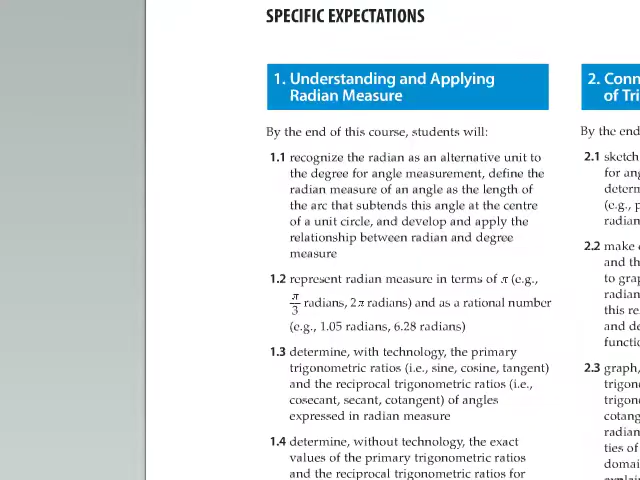 SPECIFIC EXPECTATIONS
1. Understanding and Applying
Radian Measure
By the end of this course, students will:
1.1 recognize the radian as an alternative unit to
the degree for angle measurement, define the
radian measure of an angle as the length of
the arc that subtends this angle at the centre
of a unit circle, and develop and apply the
relationship between radian and degree
measure
1.2 represent radian measure in terms of π (e.g.,
π/3 radians, 2π radians) and as a rational number
(e.g., 1.05 radians, 6.28 radians)
1.3 determine, with technology, the primary
trigonometric ratios (i.e., sine, cosine, tangent)
and the reciprocal trigonometric ratios (i.e.,
cosecant, secant, cotangent) of angles
expressed in radian measure
1.4 determine, without technology, the exact
values of the primary trigonometric ratios
and the reciprocal trigonometric ratios for
2. Conn
of Tri
By the end
2.1 sketch
for ang
determ
(e.g., p
radian
2.2 make c
and th
to grap
radian
this re
and de
functio
2.3 graph,
trigono
trigono
cotang
radian
ties of
domai